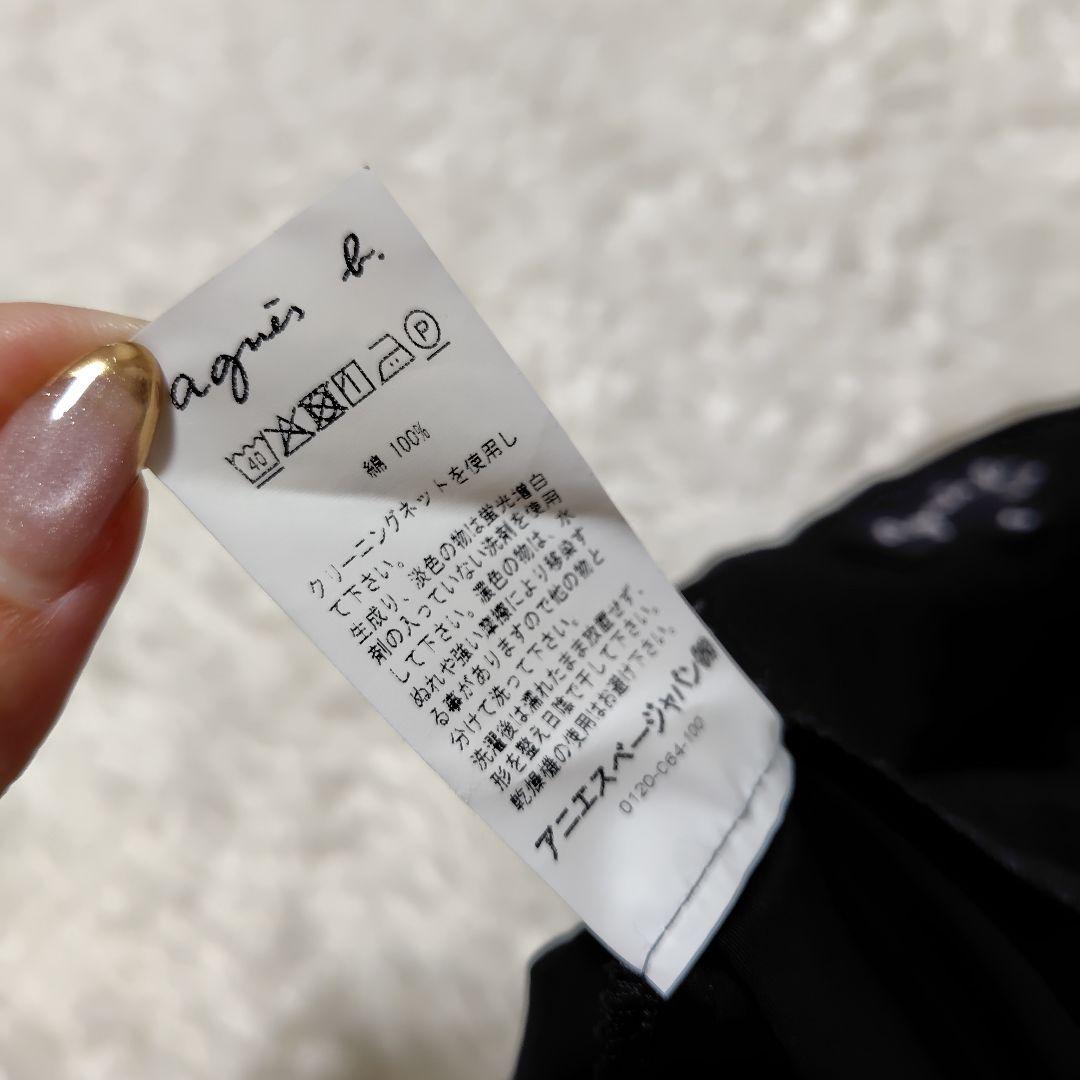 agnès b.
40
P
綿 100%
クリーニングネットを使用し
て下さい。
生成り、淡色の物は蛍光増白
剤の入っていない洗剤を使用
して下さい。濃色の物は、水
ぬれや強い摩擦により移染す
る事がありますので他の物と
分けて洗って下さい。
洗濯後は濡れたまま放置せず、
形を整え日陰で干して下さい。
乾燥機の使用はお避け下さい。
アニエスベージャパン㈱
0120-064-100